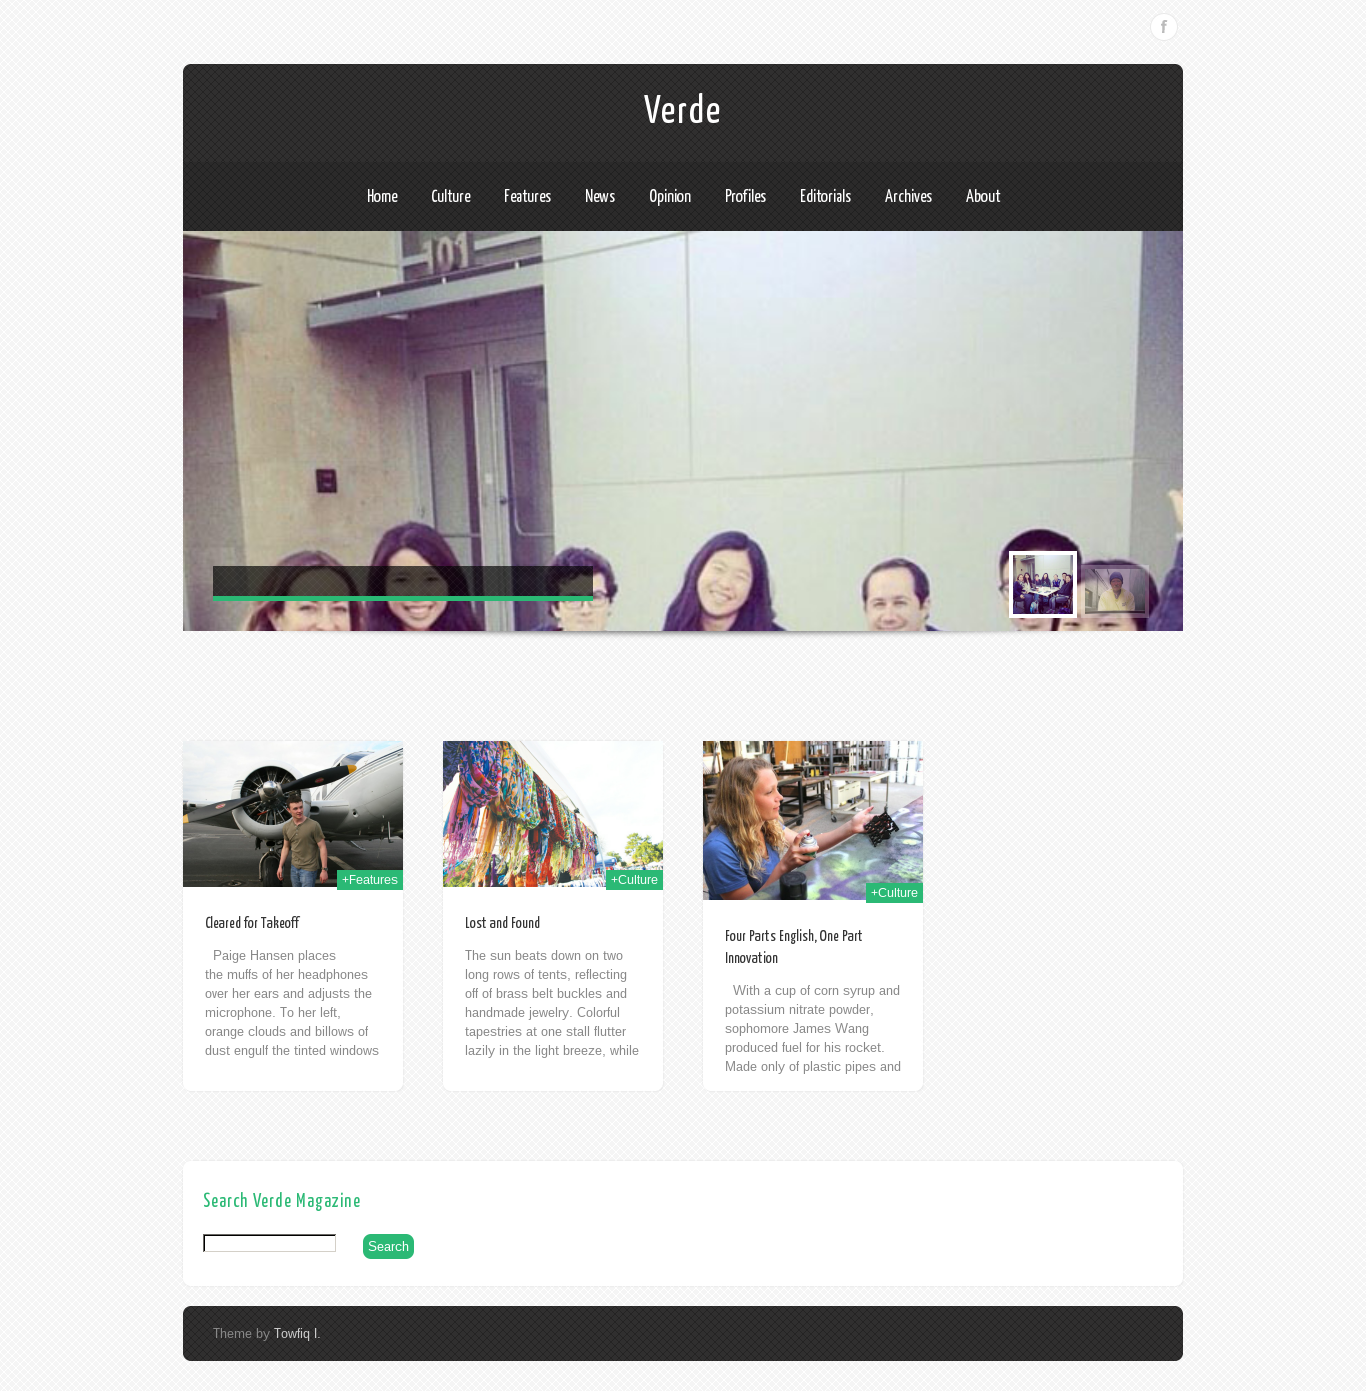 f
Verde
Home Culture Features News Opinion Profiles Editorials Archives About
101
+Features
Cleared for Takeoff
Paige Hansen places
the muffs of her headphones
over her ears and adjusts the
microphone. To her left,
orange clouds and billows of
dust engulf the tinted windows
+Culture
Lost and Found
The sun beats down on two
long rows of tents, reflecting
off of brass belt buckles and
handmade jewelry. Colorful
tapestries at one stall flutter
lazily in the light breeze, while
+Culture
Four Parts English, One Part
Innovation
With a cup of corn syrup and
potassium nitrate powder,
sophomore James Wang
produced fuel for his rocket.
Made only of plastic pipes and
Search Verde Magazine
Search
Theme by Towfiq I.